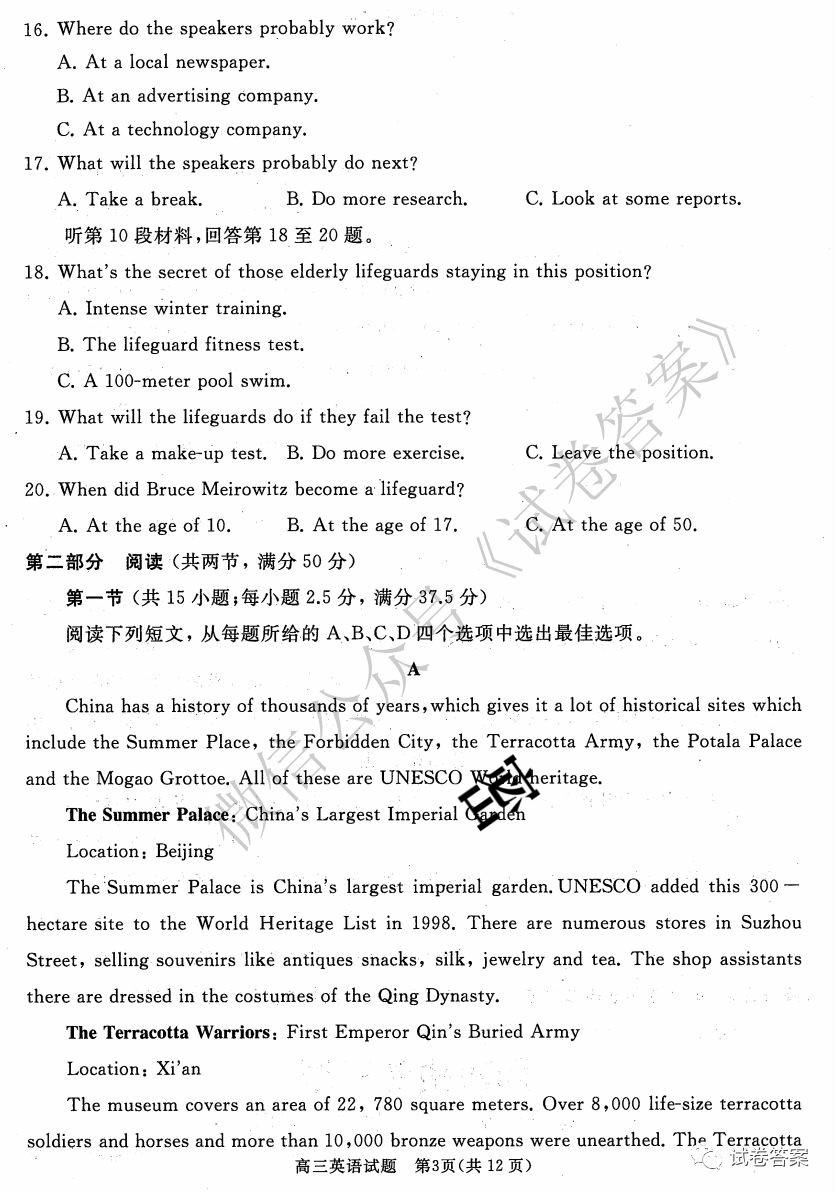 16. Where do the speakers probably work?
A. At a local newspaper.
B. At an advertising company.
C. At a technology company.
17. What will the speakers probably do next?
A. Take a break. B. Do more research. C. Look at some reports.
听第 10 段材料,回答第 18 至 20 题。
18. What's the secret of those elderly lifeguards staying in this position?
A. Intense winter training.
B. The lifeguard fitness test.
C. A 100-meter pool swim.
19. What will the lifeguards do if they fail the test?
A. Take a make-up test. B. Do more exercise. C. Leave the position.
20. When did Bruce Meirowitz become a lifeguard?
A. At the age of 10. B. At the age of 17. C. At the age of 50.
第二部分 阅读(共两节,满分 50 分)
第一节(共 15 小题;每小题 2.5 分,满分 37.5 分)
阅读下列短文,从每题所给的 A、B、C、D 四个选项中选出最佳选项。
A
China has a history of thousands of years, which gives it a lot of historical sites which
include the Summer Place, the Forbidden City, the Terracotta Army, the Potala Palace
and the Mogao Grottoe. All of these are UNESCO World heritage.
The Summer Palace: China's Largest Imperial Garden
Location: Beijing
The Summer Palace is China's largest imperial garden. UNESCO added this 300—
hectare site to the World Heritage List in 1998. There are numerous stores in Suzhou
Street, selling souvenirs like antiques snacks, silk, jewelry and tea. The shop assistants
there are dressed in the costumes of the Qing Dynasty.
The Terracotta Warriors: First Emperor Qin's Buried Army
Location: Xi'an
The museum covers an area of 22, 780 square meters. Over 8,000 life-size terracotta
soldiers and horses and more than 10,000 bronze weapons were unearthed. The Terracotta
高三英语试题 第3页(共 12 页)
微信公众号《试卷答案》
密
试卷答案